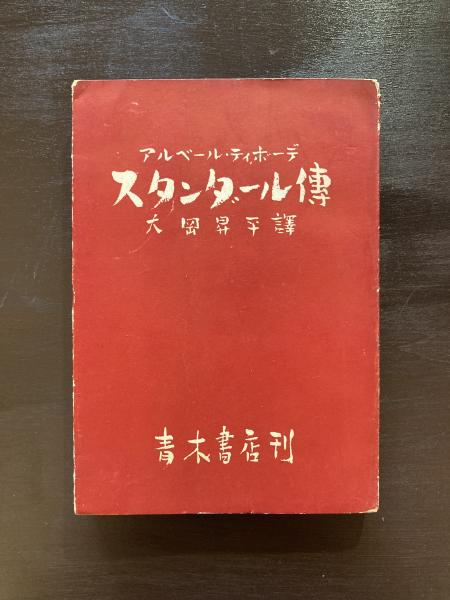 アルベール・ティボーデ
スタンダール傳
大岡昇平譯
青木書店刊